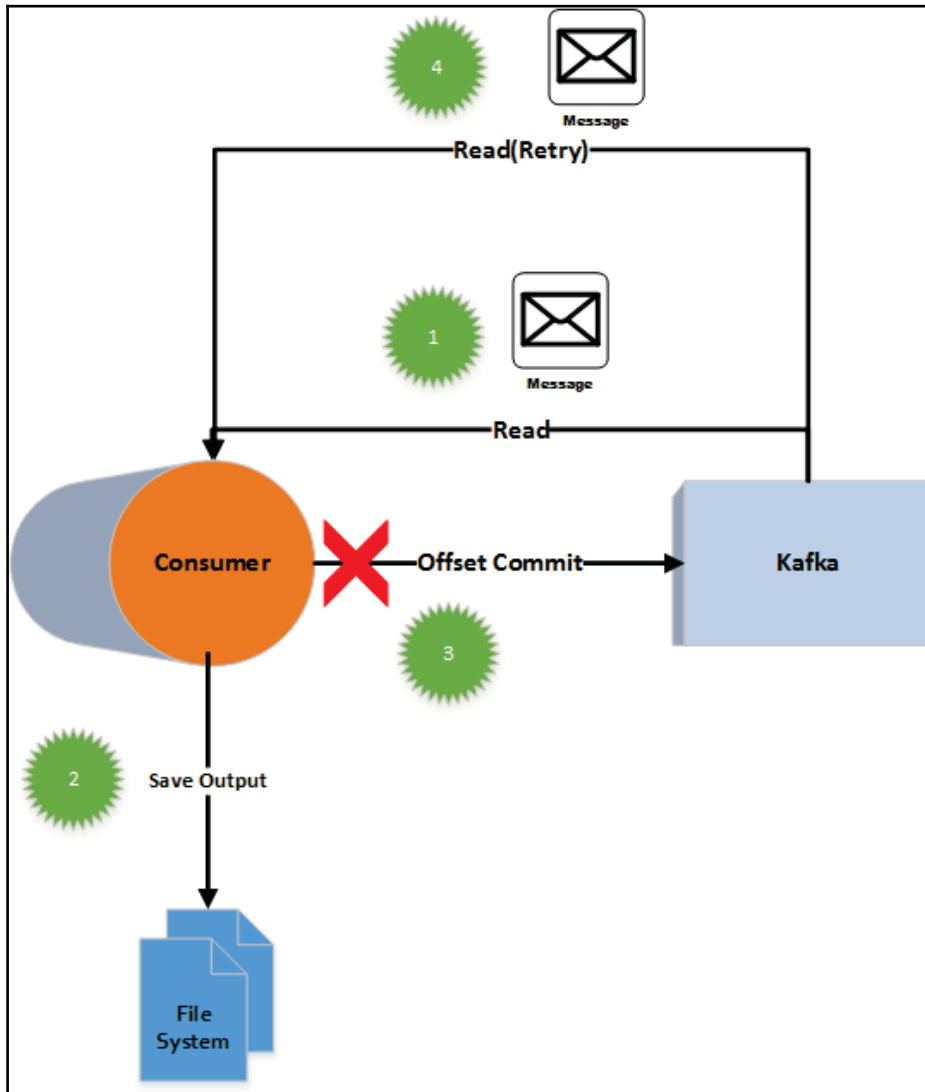 4
Message
Read(Retry)
1
Message
Read
Consumer
Offset Commit
Kafka
3
2
Save Output
File
System